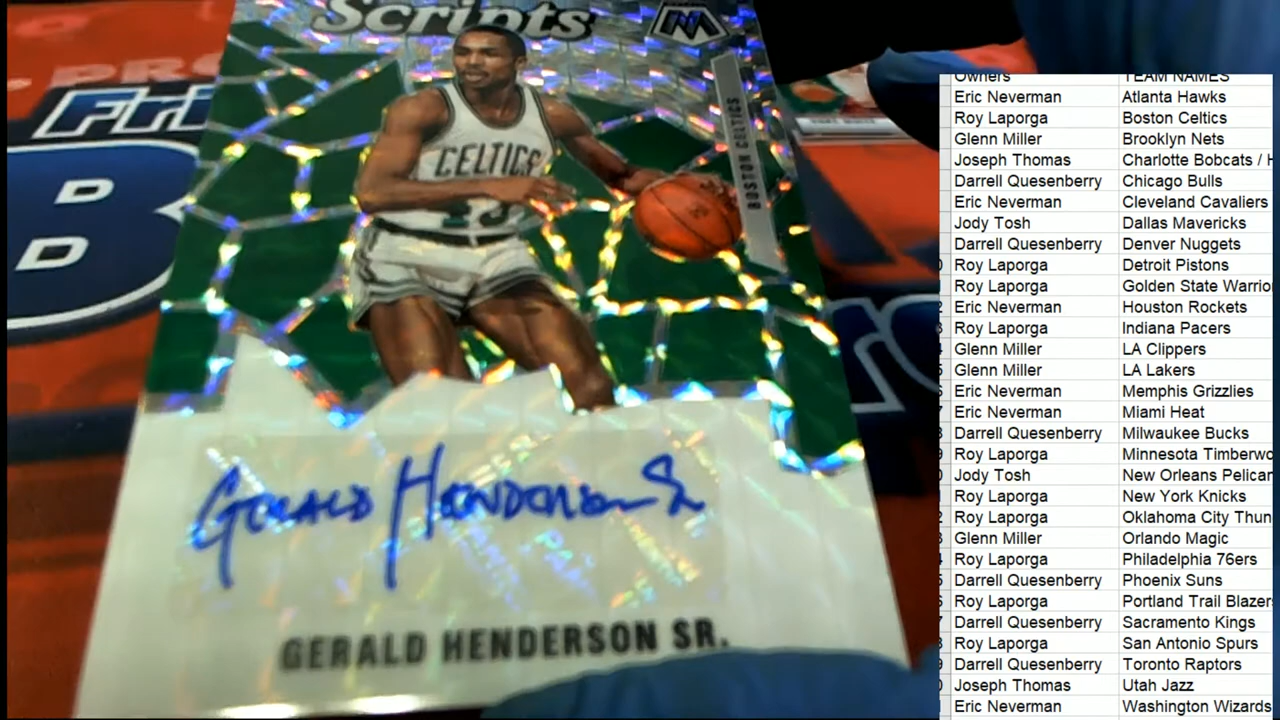 Scripts
M
BOSTON CELTICS
CELTICS
PRO
Fri
B
D
D
GERALD HENDERSON SR
GERALD HENDERSON SR.
Owners TEAM NAMES
Eric Neverman Atlanta Hawks
Roy Laporga Boston Celtics
Glenn Miller Brooklyn Nets
Joseph Thomas Charlotte Bobcats / H
Darrell Quesenberry Chicago Bulls
Eric Neverman Cleveland Cavaliers
Jody Tosh Dallas Mavericks
Darrell Quesenberry Denver Nuggets
Roy Laporga Detroit Pistons
Roy Laporga Golden State Warrio
Eric Neverman Houston Rockets
Roy Laporga Indiana Pacers
Glenn Miller LA Clippers
Glenn Miller LA Lakers
Eric Neverman Memphis Grizzlies
Eric Neverman Miami Heat
Darrell Quesenberry Milwaukee Bucks
Roy Laporga Minnesota Timberwo
Jody Tosh New Orleans Pelican
Roy Laporga New York Knicks
Roy Laporga Oklahoma City Thun
Glenn Miller Orlando Magic
Roy Laporga Philadelphia 76ers
Darrell Quesenberry Phoenix Suns
Roy Laporga Portland Trail Blazer
Darrell Quesenberry Sacramento Kings
Roy Laporga San Antonio Spurs
Darrell Quesenberry Toronto Raptors
Joseph Thomas Utah Jazz
Eric Neverman Washington Wizards